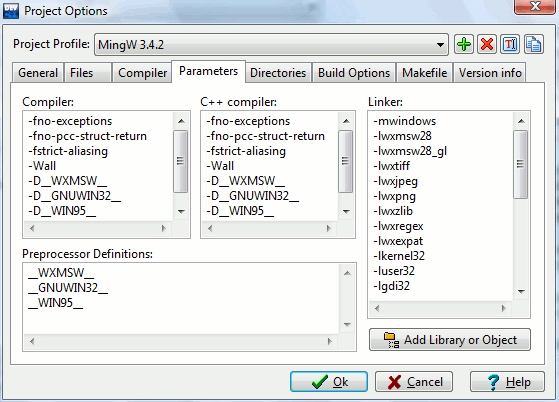 Project Options
Project Profile: MingW 3.4.2
General Files Compiler Parameters Directories Build Options Makefile Version info
Compiler:
-fno-exceptions
-fno-pcc-struct-return
-fstrict-aliasing
-Wall
-D__WXMSW__
-D__GNUWIN32__
-D__WIN95__
C++ compiler:
-fno-exceptions
-fno-pcc-struct-return
-fstrict-aliasing
-Wall
-D__WXMSW__
-D__GNUWIN32__
-D__WIN95__
Linker:
-mwindows
-lwxmsw28
-lwxmsw28_gl
-lwxtiff
-lwxjpeg
-lwxpng
-lwxzlib
-lwxregex
-lwxexpat
-lkernel32
-luser32
-lgdi32
Preprocessor Definitions:
__WXMSW__
__GNUWIN32__
__WIN95__
Add Library or Object
Ok Cancel Help